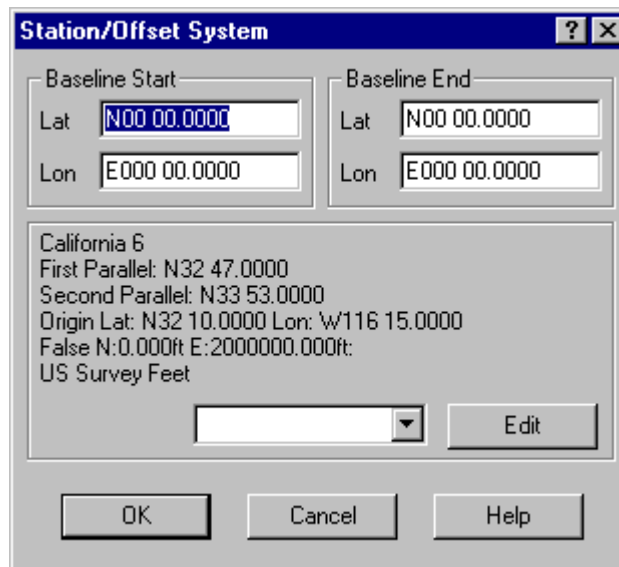 Station/Offset System
Baseline Start
Lat N00 00.0000
Lon E000 00.0000
Baseline End
Lat N00 00.0000
Lon E000 00.0000
California 6
First Parallel: N32 47.0000
Second Parallel: N33 53.0000
Origin Lat: N32 10.0000 Lon: W116 15.0000
False N:0.000ft E:2000000.000ft:
US Survey Feet
Edit
OK Cancel Help